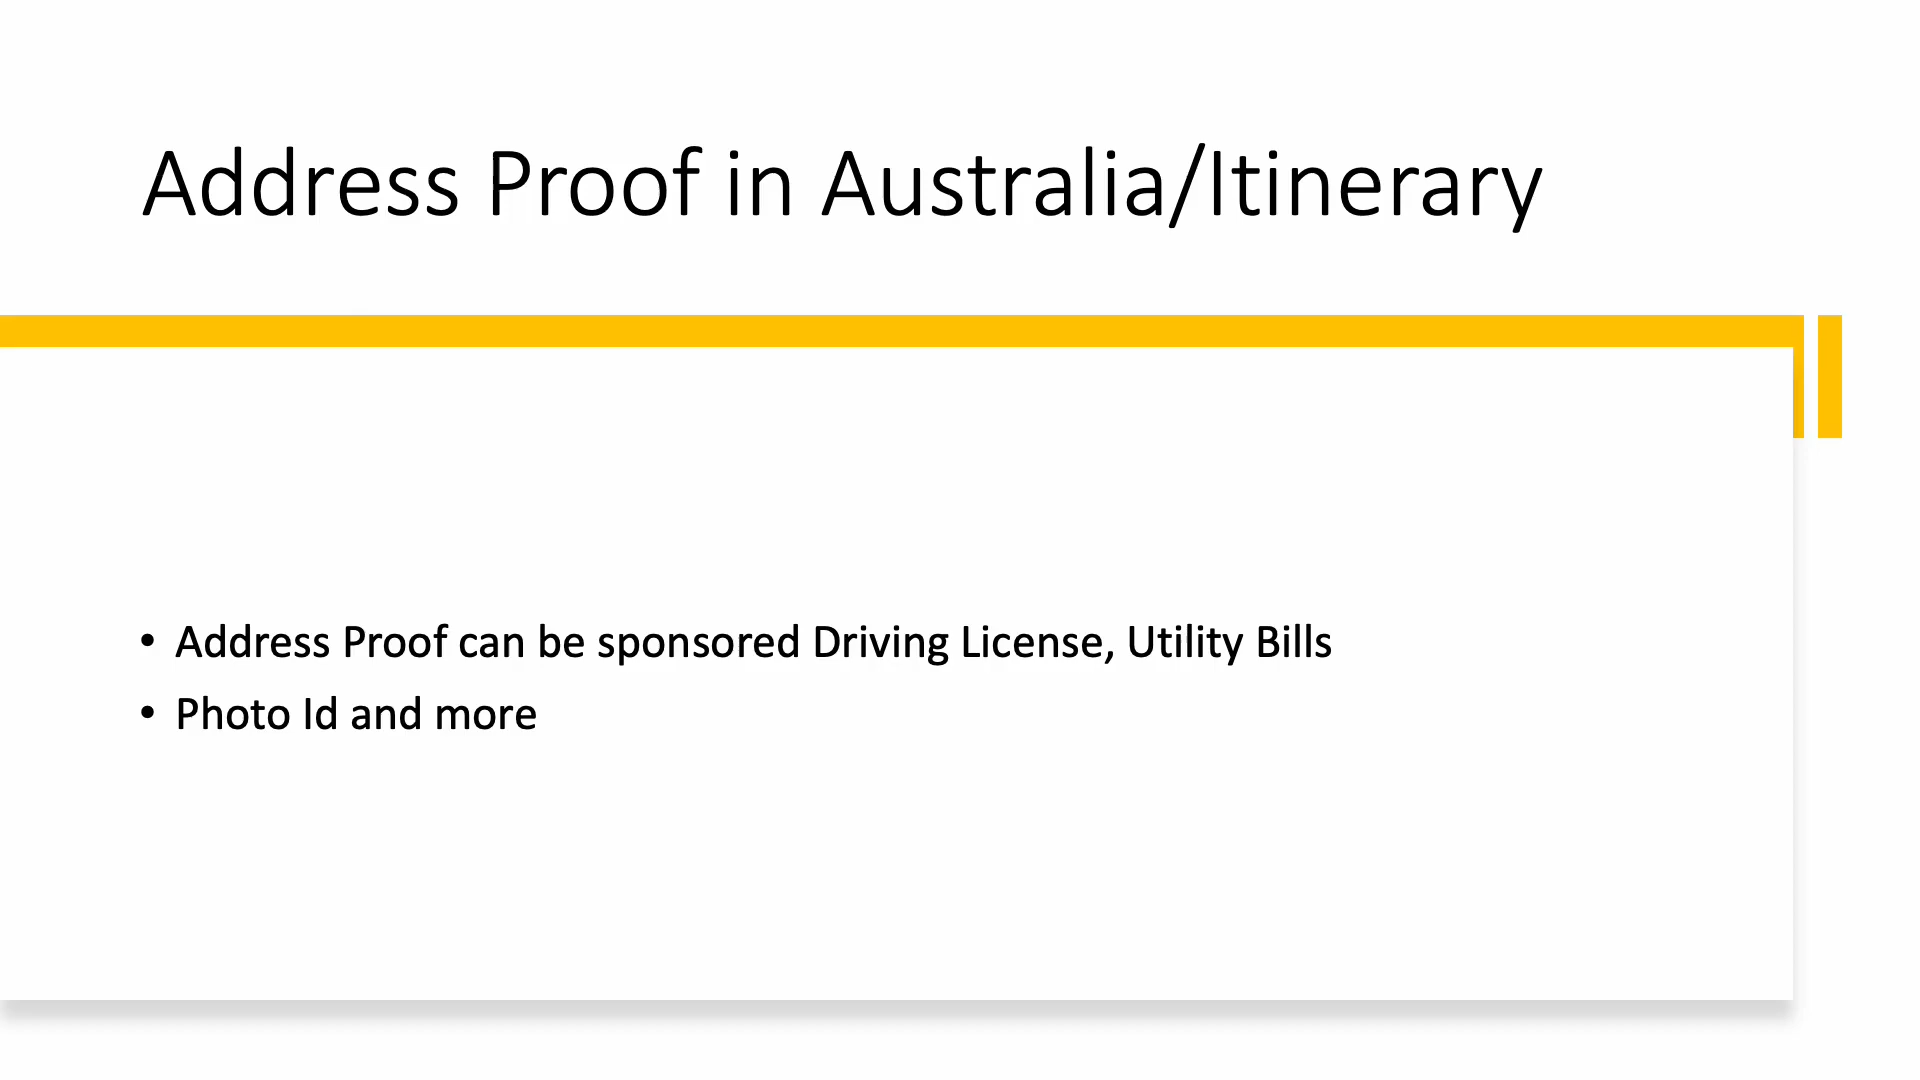 Address Proof in Australia/Itinerary
• Address Proof can be sponsored Driving License, Utility Bills
• Photo Id and more